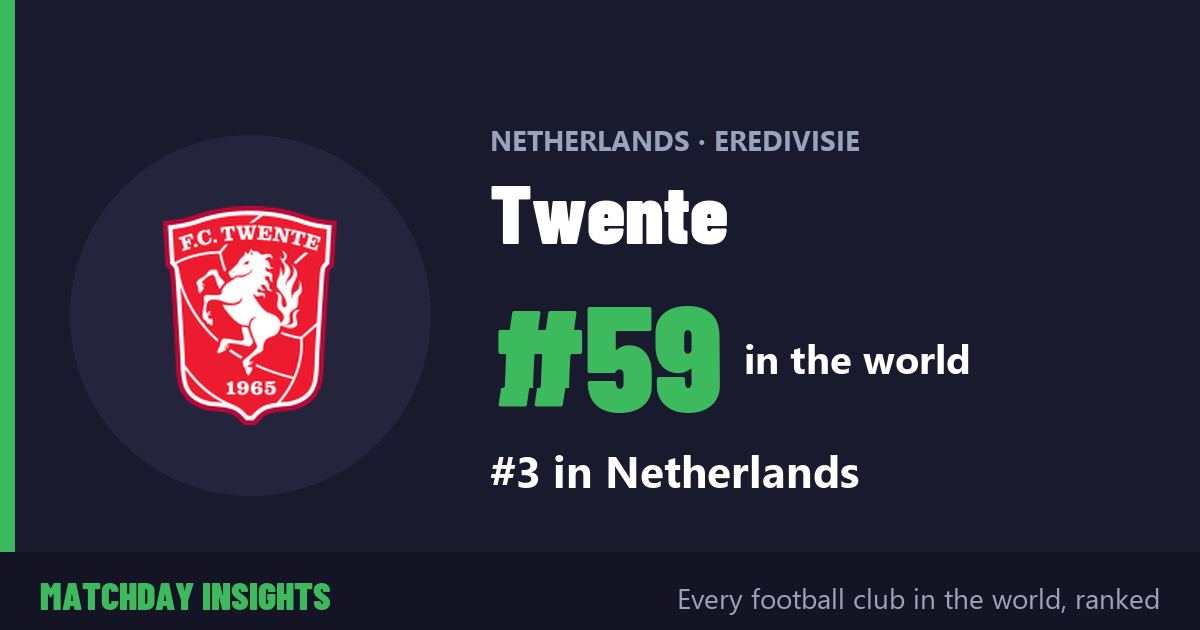 F.C. TWENTE
1965
NETHERLANDS · EREDIVISIE
Twente
#59 in the world
#3 in Netherlands
MATCHDAY INSIGHTS
Every football club in the world, ranked